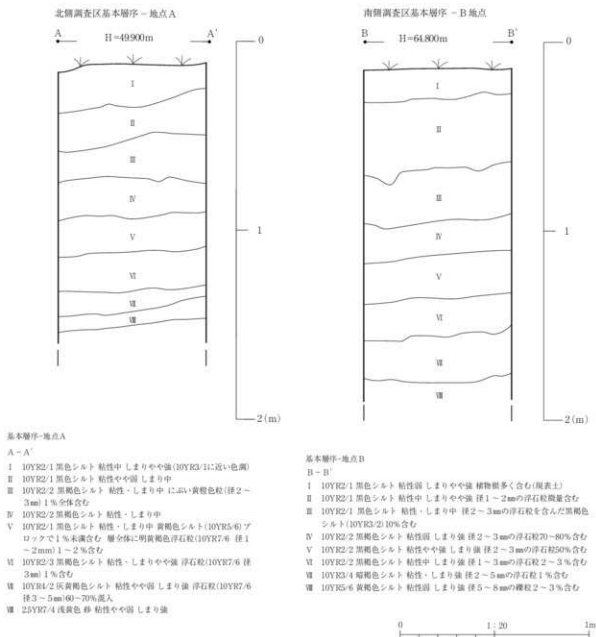 北側調査区基本層序－地点A
A
H=49.900m
A'
0
Ⅰ
Ⅱ
Ⅲ
Ⅳ
Ⅴ
Ⅵ
Ⅶ
Ⅷ
1
2(m)
南側調査区基本層序－B地点
B
H=64.800m
B'
0
Ⅰ
Ⅱ
Ⅲ
Ⅳ
Ⅴ
Ⅵ
Ⅶ
Ⅷ
1
2(m)
基本層序-地点A
A－A'
Ⅰ 10YR2/1 黒色シルト 粘性中 しまりやや強(10YR3/1に近い色調)
Ⅱ 10YR2/1 黒色シルト 粘性やや弱 しまり中
Ⅲ 10YR2/2 黒褐色シルト 粘性・しまり中 にぶい黄橙色粒(径2～
3㎜)1％全体含む
Ⅳ 10YR2/2 黒褐色シルト 粘性・しまり中
Ⅴ 10YR2/1 黒色シルト 粘性・しまり中 黄褐色シルト(10YR5/6)ブ
ロックで1％未満含む 層全体に明黄褐色浮石粒(10YR7/6 径1
～2mm)1～2％含む
Ⅵ 10YR2/3 黒褐色シルト 粘性・しまりやや強 浮石粒(10YR7/6 径
3㎜)1％含む
Ⅶ 10YR4/2 灰黄褐色シルト 粘性やや弱 しまり強 浮石粒(10YR7/6
径3～5㎜)60～70％混入
Ⅷ 2.5YR7/4 浅黄色 砂 粘性やや弱 しまり強
基本層序-地点B
B－B'
Ⅰ 10YR2/1 黒色シルト 粘性弱 しまりやや強 植物根多く含む(現表土)
Ⅱ 10YR2/1 黒色シルト 粘性中 しまりやや強 径1～2㎜の浮石粒微量含む
Ⅲ 10YR2/1 黒色シルト 粘性・しまり中 径2～3㎜の浮石粒を含んだ黒褐色
シルト(10YR3/2)10％含む
Ⅳ 10YR2/2 黒褐色シルト 粘性弱 しまり強 径2～3㎜の浮石粒70～80％含む
Ⅴ 10YR2/2 黒褐色シルト 粘性やや強 しまり強 径2～3㎜の浮石粒50％含む
Ⅵ 10YR2/2 黒褐色シルト 粘性中 しまり強 径1～3㎜の浮石粒2～3％含む
Ⅶ 10YR3/4 暗褐色シルト 粘性・しまり強 径2～5㎜の浮石粒1％含む
Ⅷ 10YR5/6 黄褐色シルト 粘性弱 しまり強 径5～8㎜の礫粒2～3％含む
0
1：20
1m